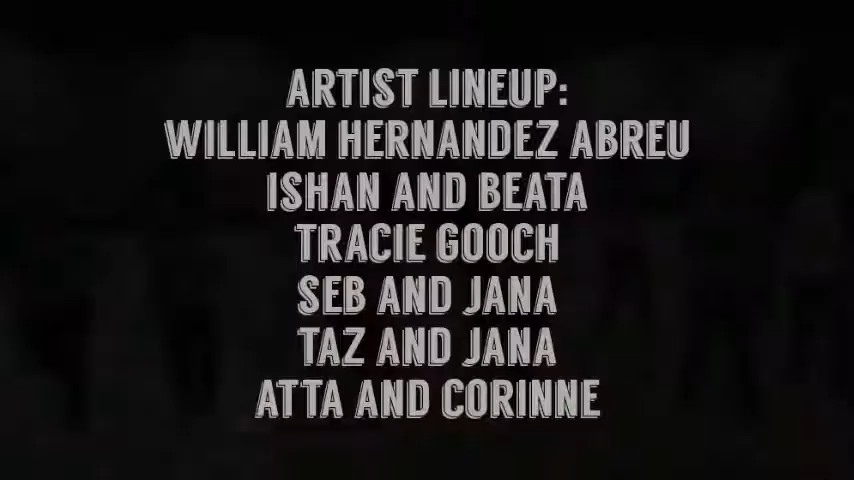 ARTIST LINEUP:
WILLIAM HERNANDEZ ABREU
ISHAN AND BEATA
TRACIE GOOCH
SEB AND JANA
TAZ AND JANA
ATTA AND CORINNE